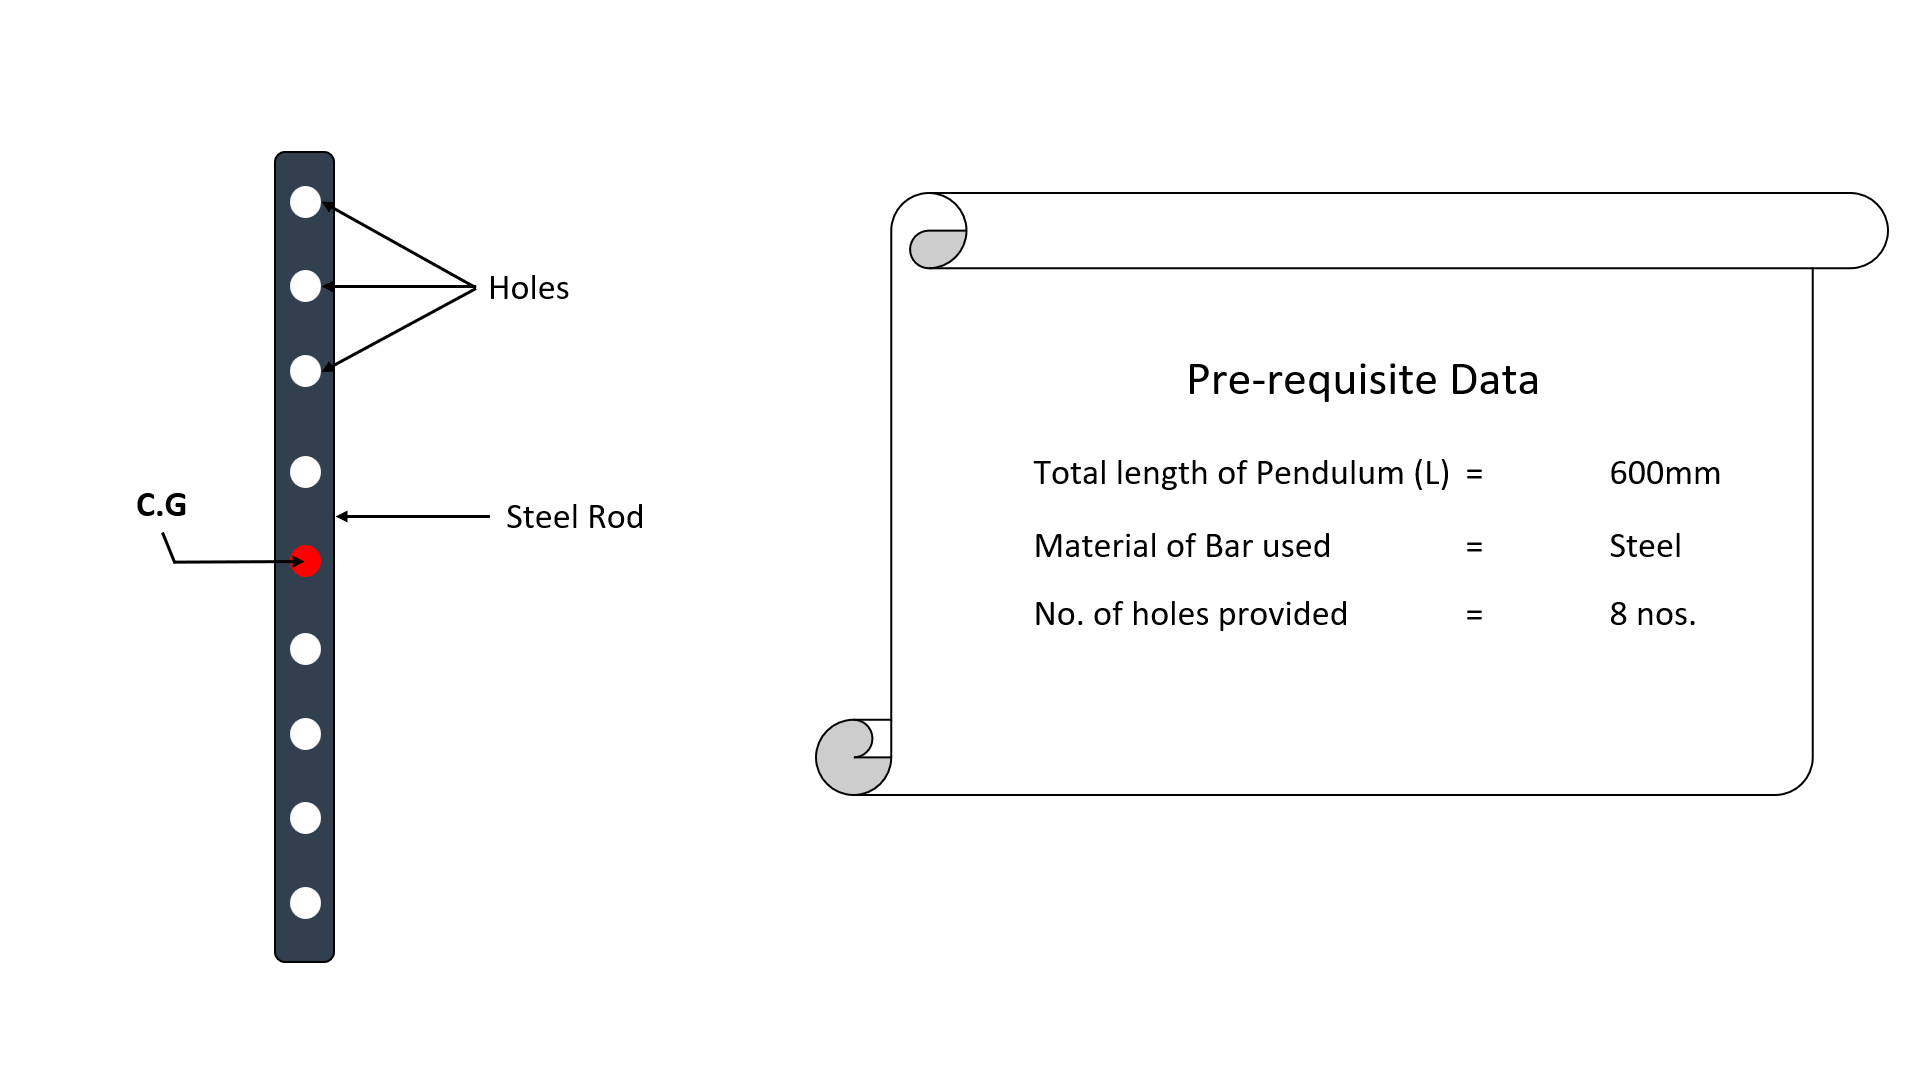 Holes
C.G
Steel Rod
Pre-requisite Data
Total length of Pendulum (L) = 600mm
Material of Bar used = Steel
No. of holes provided = 8 nos.